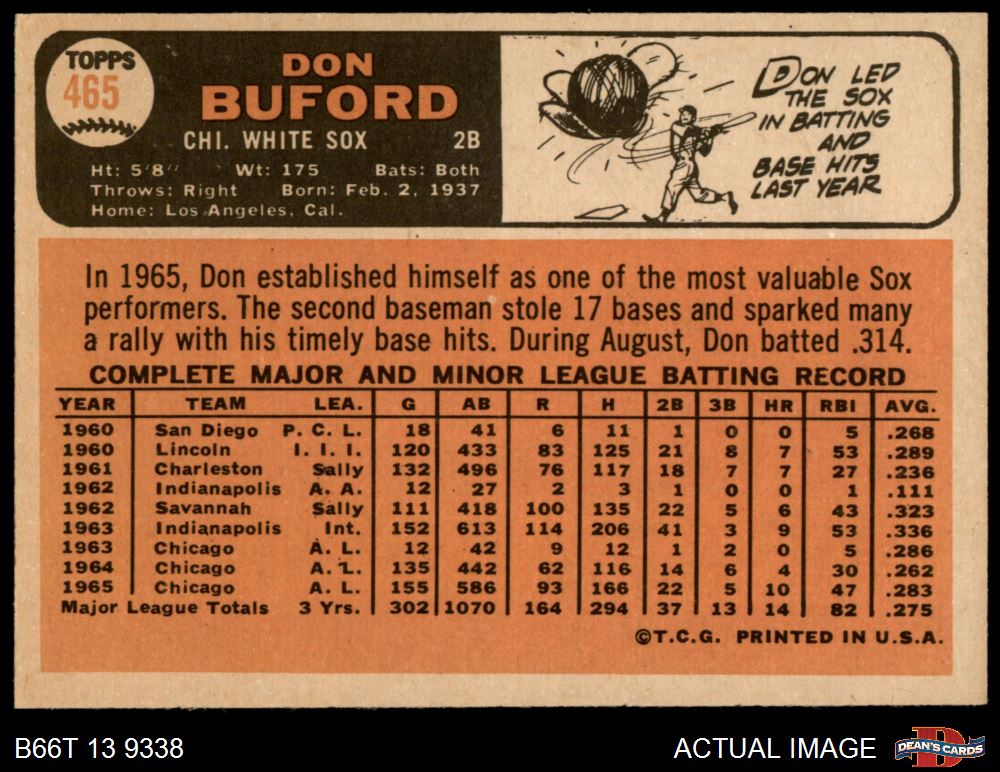 TOPPS
465
DON
BUFORD
CHI. WHITE SOX 2B
Ht: 5'8" Wt: 175 Bats: Both
Throws: Right Born: Feb. 2, 1937
Home: Los Angeles, Cal.
DON LED
THE SOX
IN BATTING
AND
BASE HITS
LAST YEAR
In 1965, Don established himself as one of the most valuable Sox
performers. The second baseman stole 17 bases and sparked many
a rally with his timely base hits. During August, Don batted .314.
COMPLETE MAJOR AND MINOR LEAGUE BATTING RECORD
YEAR TEAM LEA. G AB R H 2B 3B HR RBI AVG.
1960 San Diego P. C. L. 18 41 6 11 1 0 0 5 .268
1960 Lincoln I. I. I. 120 433 83 125 21 8 7 53 .289
1961 Charleston Sally 132 496 76 117 18 7 7 27 .236
1962 Indianapolis A. A. 12 27 2 3 1 0 0 1 .111
1962 Savannah Sally 111 418 100 135 22 5 6 43 .323
1963 Indianapolis Int. 152 613 114 206 41 3 9 53 .336
1963 Chicago A. L. 12 42 9 12 1 2 0 5 .286
1964 Chicago A. L. 135 442 62 116 14 6 4 30 .262
1965 Chicago A. L. 155 586 93 166 22 5 10 47 .283
Major League Totals 3 Yrs. 302 1070 164 294 37 13 14 82 .275
©T.C.G. PRINTED IN U.S.A.
B66T 13 9338
ACTUAL IMAGE
D
DEAN'S CARDS